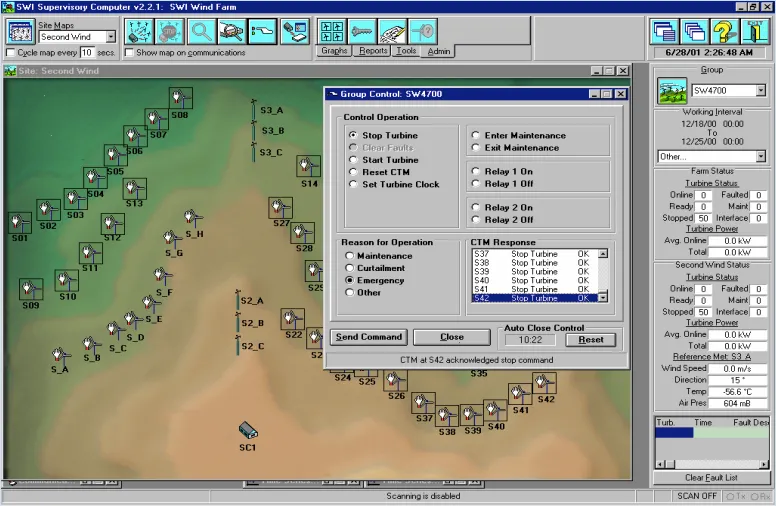 SWI Supervisory Computer v2.2.1: SWI Wind Farm
Site Maps
Second Wind
Cycle map every 10 secs.
Show map on communications
Graphs Reports Tools Admin
EXIT
6/28/01 2:26:48 AM
Site: Second Wind
S08
S07
S06
S05
S04
S03
S02
S01
S13
S12
S11
S10
S09
S3_A
S3_B
S3_C
S14
S27
S28
S_H
S_G
S_F
S_E
S_D
S_C
S_B
S_A
S2_A
S2_B
S2_C
S22
S24
S25
S26
S35
S37
S38
S39
S40
S41
S42
SC1
Group Control: SW4700
Control Operation
Stop Turbine
Clear Faults
Start Turbine
Reset CTM
Set Turbine Clock
Enter Maintenance
Exit Maintenance
Relay 1 On
Relay 1 Off
Relay 2 On
Relay 2 Off
Reason for Operation
Maintenance
Curtailment
Emergency
Other
CTM Response
S37 Stop Turbine OK
S38 Stop Turbine OK
S39 Stop Turbine OK
S40 Stop Turbine OK
S41 Stop Turbine OK
S42 Stop Turbine OK
Send Command
Close
Auto Close Control
10:22
Reset
CTM at S42 acknowledged stop command
Group
SW4700
Working Interval
12/18/00 00:00
To
12/25/00 00:00
Other...
Farm Status
Turbine Status
Online 0 Faulted 0
Ready 0 Maint 0
Stopped 50 Interface 0
Turbine Power
Avg. Online 0.0 kW
Total 0.0 kW
Second Wind Status
Turbine Status
Online 0 Faulted 0
Ready 0 Maint 0
Stopped 50 Interface 0
Turbine Power
Avg. Online 0.0 kW
Total 0.0 kW
Reference Met: S3_A
Wind Speed 0.0 m/s
Direction 15 °
Temp -56.6 °C
Air Pres 604 mB
Turb. Time Fault Des
Clear Fault List
Scanning is disabled
SCAN OFF Tx Rx